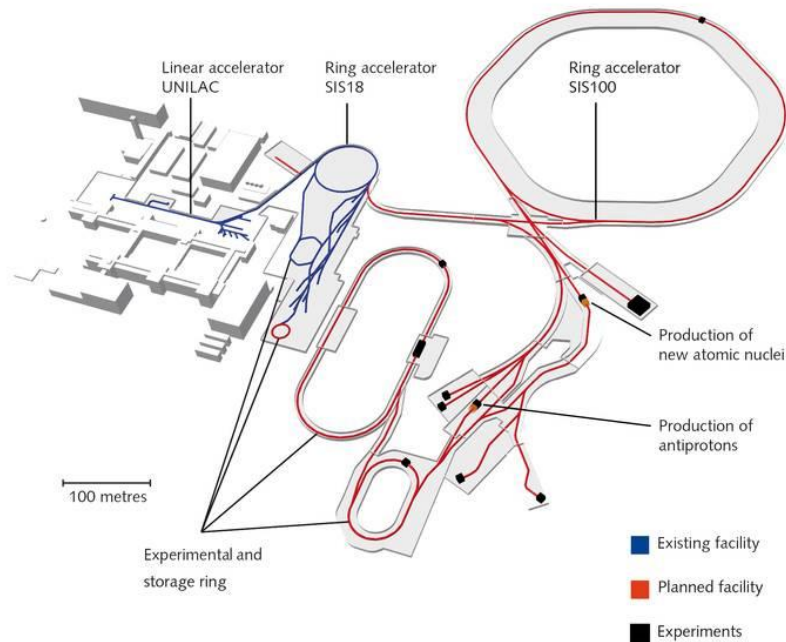 Linear accelerator
UNILAC
Ring accelerator
SIS18
Ring accelerator
SIS100
Production of
new atomic nuclei
Production of
antiprotons
100 metres
Experimental and
storage ring
Existing facility
Planned facility
Experiments